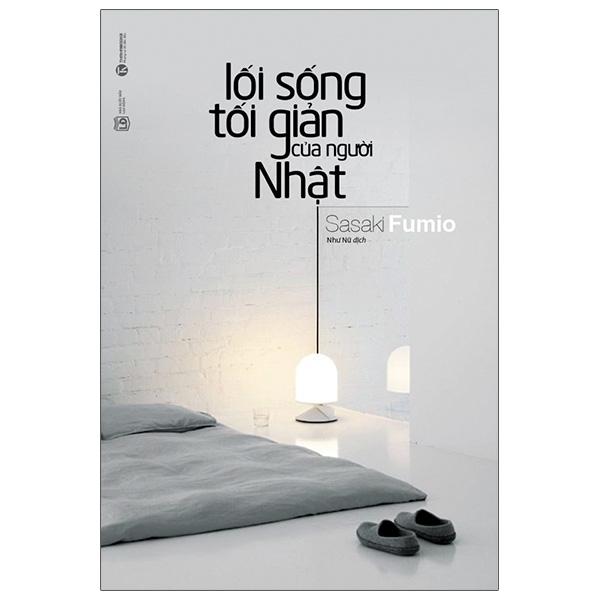 lối sống
tối giản
của người
Nhật
Sasaki Fumio
Như Nữ dịch